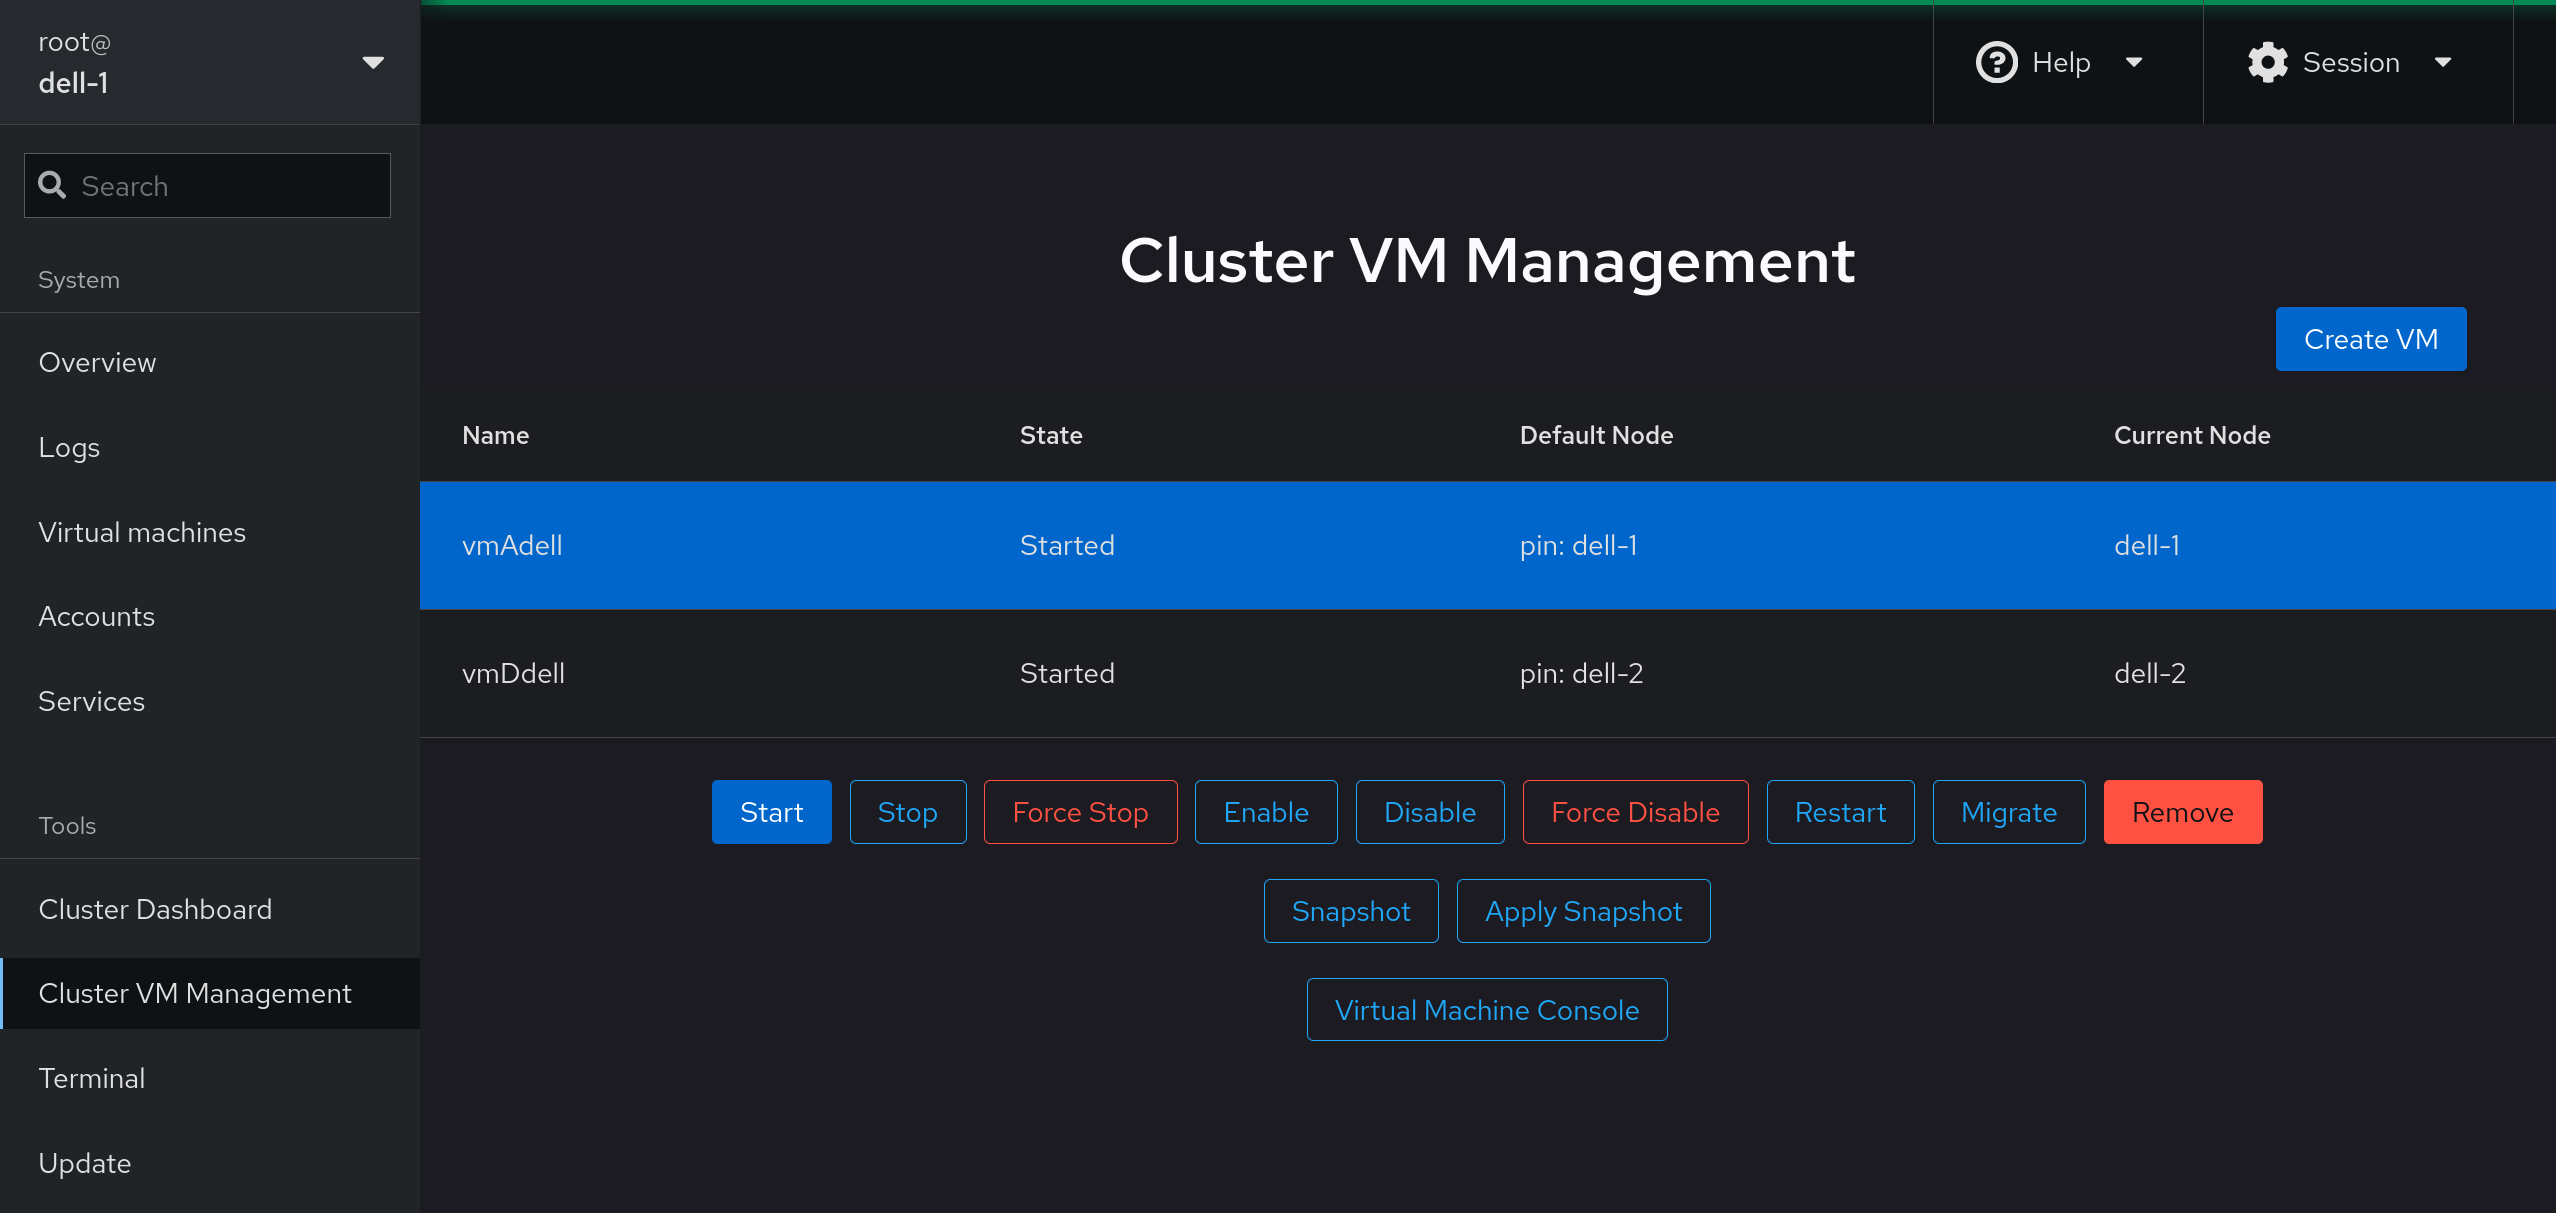 root@
dell-1
Help
Session
Search
System
Overview
Logs
Virtual machines
Accounts
Services
Tools
Cluster Dashboard
Cluster VM Management
Terminal
Update
Cluster VM Management
Create VM
Name State Default Node Current Node
vmAdell Started pin: dell-1 dell-1
vmDdell Started pin: dell-2 dell-2
Start Stop Force Stop Enable Disable Force Disable Restart Migrate Remove
Snapshot Apply Snapshot
Virtual Machine Console